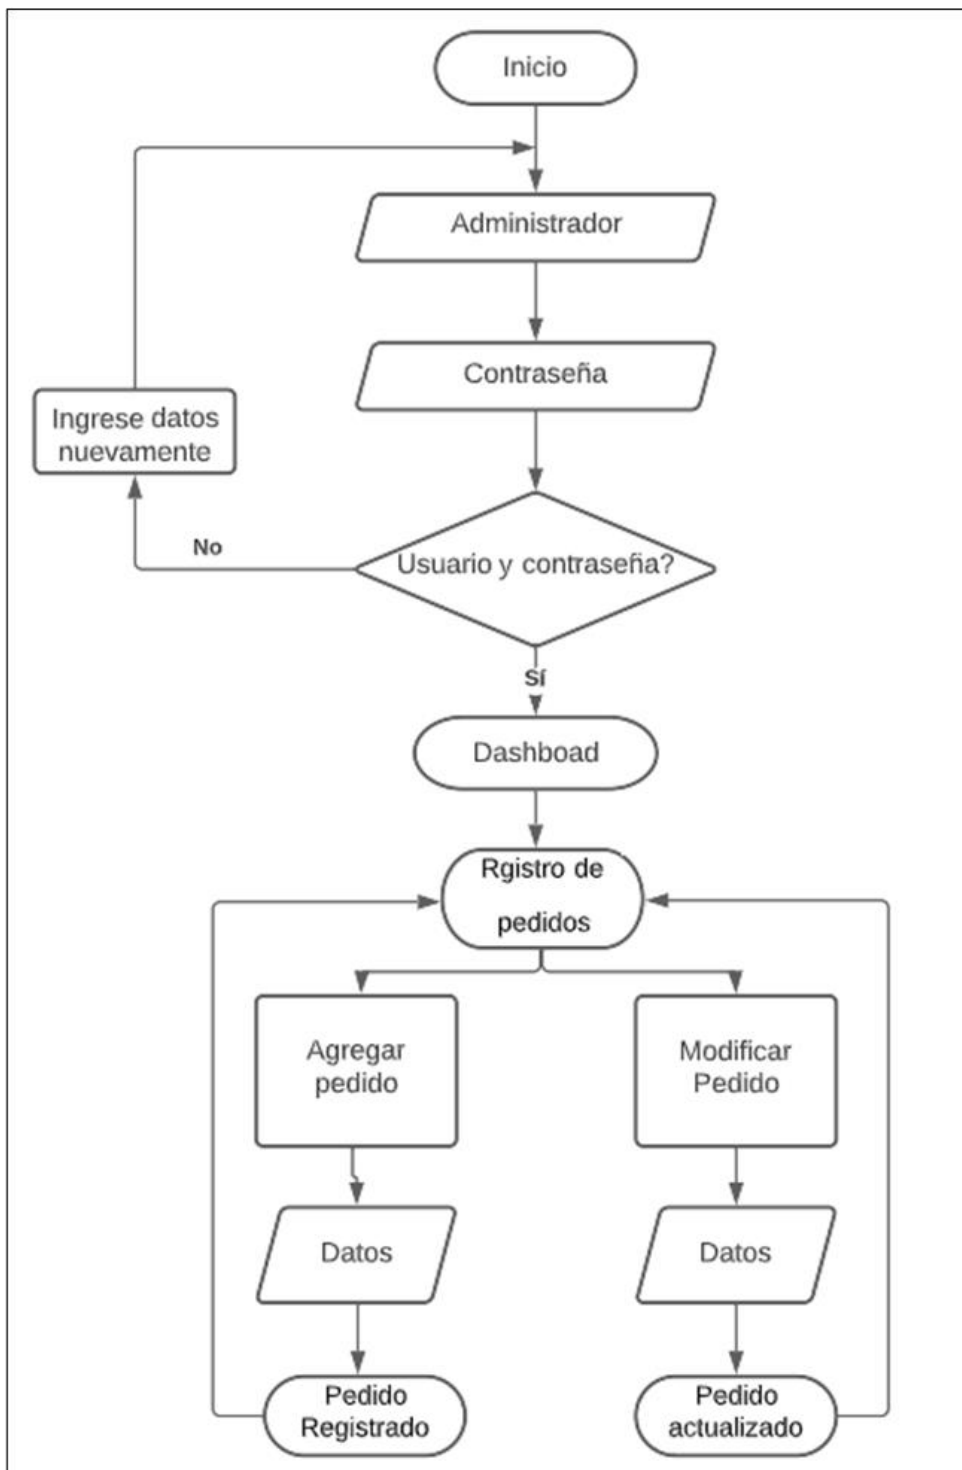 Inicio
Administrador
Contraseña
Ingrese datos
nuevamente
No
Usuario y contraseña?
Sí
Dashboad
Rgistro de
pedidos
Agregar
pedido
Modificar
Pedido
Datos
Datos
Pedido
Registrado
Pedido
actualizado